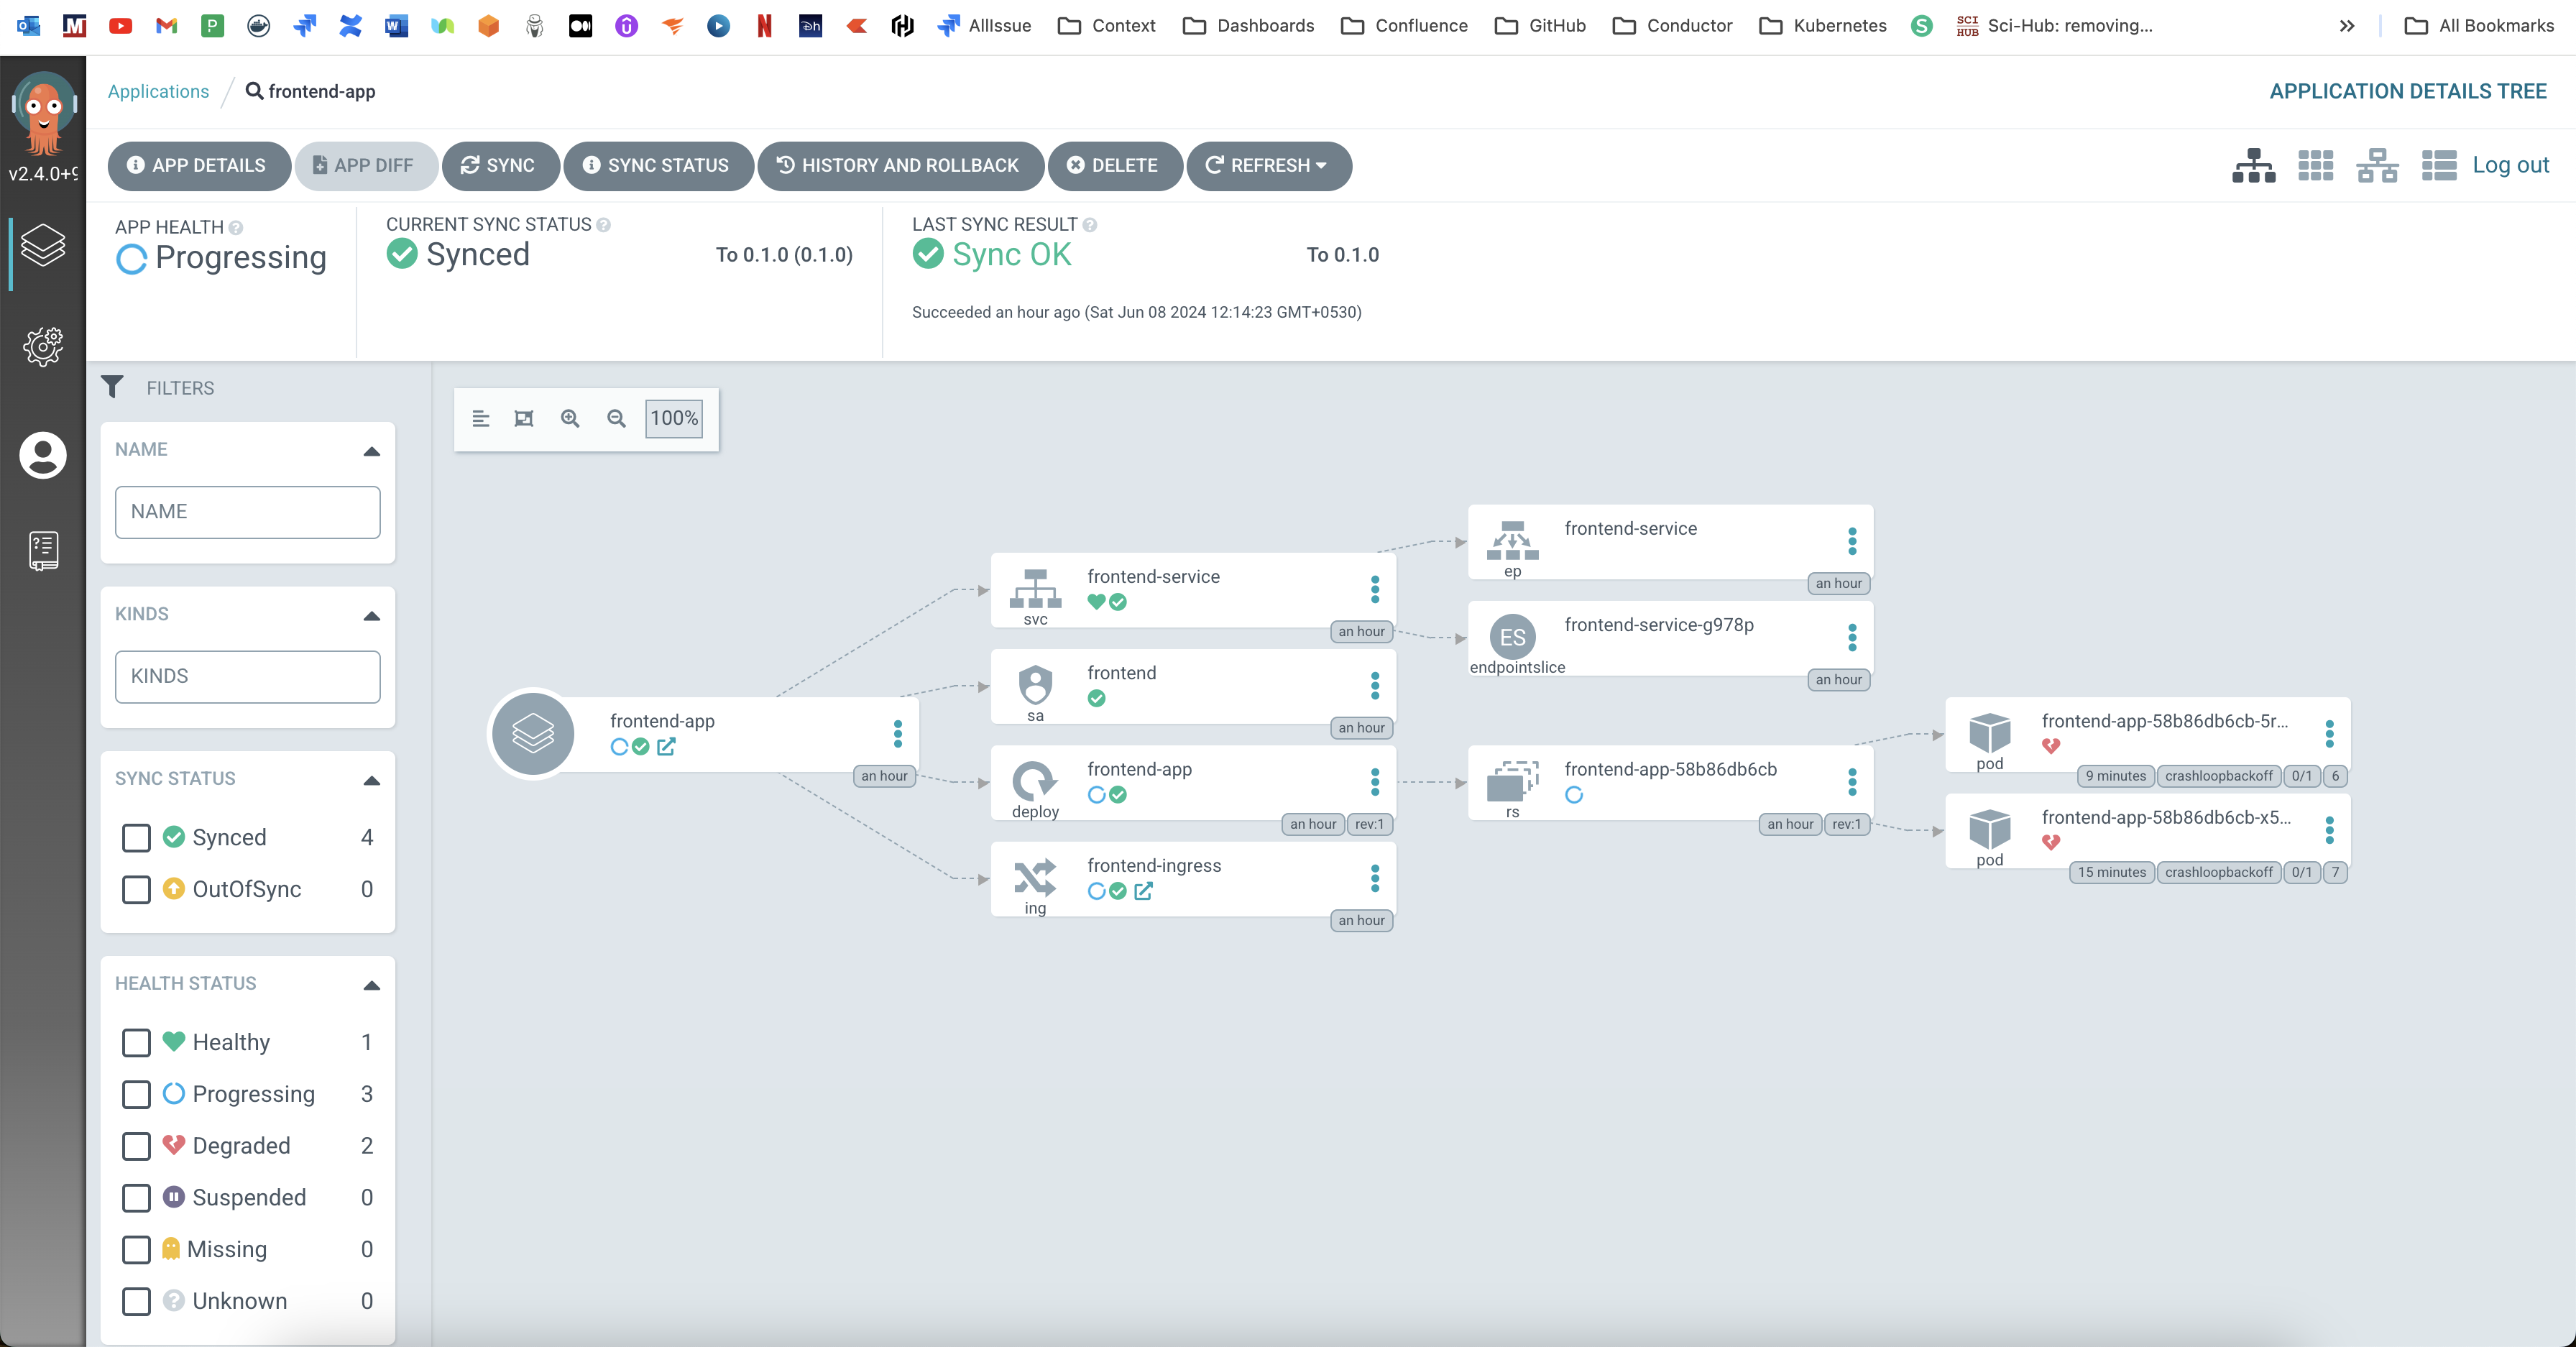 AllIssue
Context
Dashboards
Confluence
GitHub
Conductor
Kubernetes
S
SCI HUB
Sci-Hub: removing...
All Bookmarks
v2.4.0+9
Applications / frontend-app
APPLICATION DETAILS TREE
APP DETAILS
APP DIFF
SYNC
SYNC STATUS
HISTORY AND ROLLBACK
DELETE
REFRESH
Log out
APP HEALTH
Progressing
CURRENT SYNC STATUS
Synced
To 0.1.0 (0.1.0)
LAST SYNC RESULT
Sync OK
To 0.1.0
Succeeded an hour ago (Sat Jun 08 2024 12:14:23 GMT+0530)
FILTERS
NAME
NAME
KINDS
KINDS
SYNC STATUS
Synced 4
OutOfSync 0
HEALTH STATUS
Healthy 1
Progressing 3
Degraded 2
Suspended 0
Missing 0
Unknown 0
100%
frontend-app
an hour
frontend-service
svc
an hour
frontend
sa
an hour
frontend-app
deploy
an hour rev:1
frontend-ingress
ing
an hour
frontend-service
ep
an hour
ES
frontend-service-g978p
endpointslice
an hour
frontend-app-58b86db6cb
rs
an hour rev:1
frontend-app-58b86db6cb-5r...
pod
9 minutes crashloopbackoff 0/1 6
frontend-app-58b86db6cb-x5...
pod
15 minutes crashloopbackoff 0/1 7